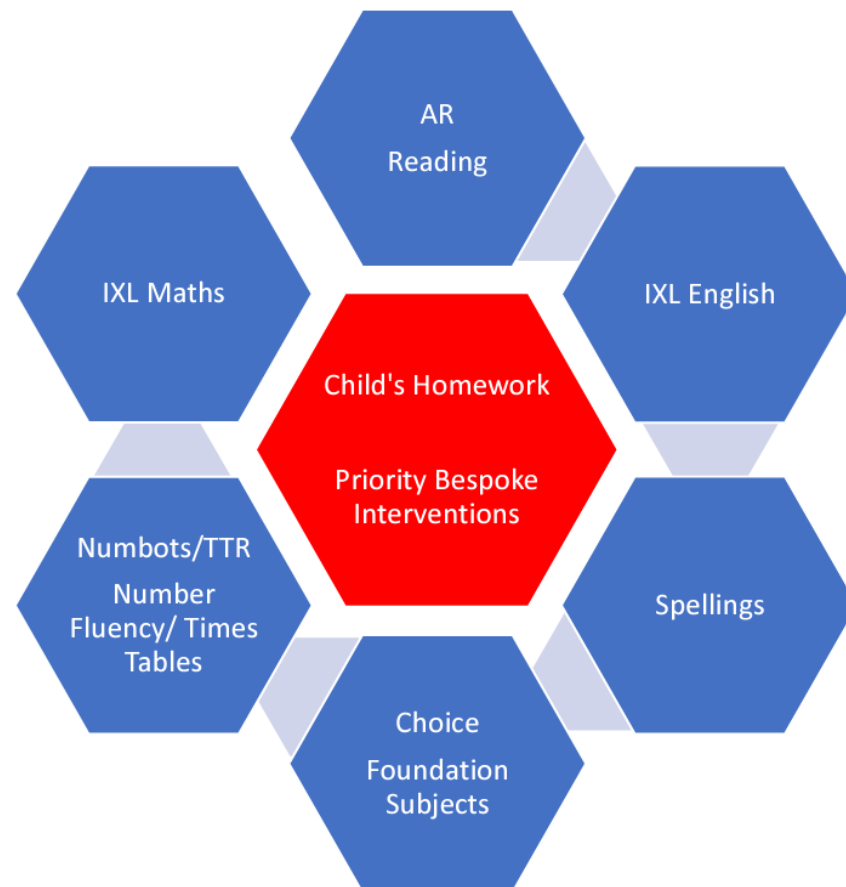 AR
Reading
IXL Maths
IXL English
Child's Homework
Priority Bespoke
Interventions
Numbots/TTR
Number
Fluency/ Times
Tables
Spellings
Choice
Foundation
Subjects